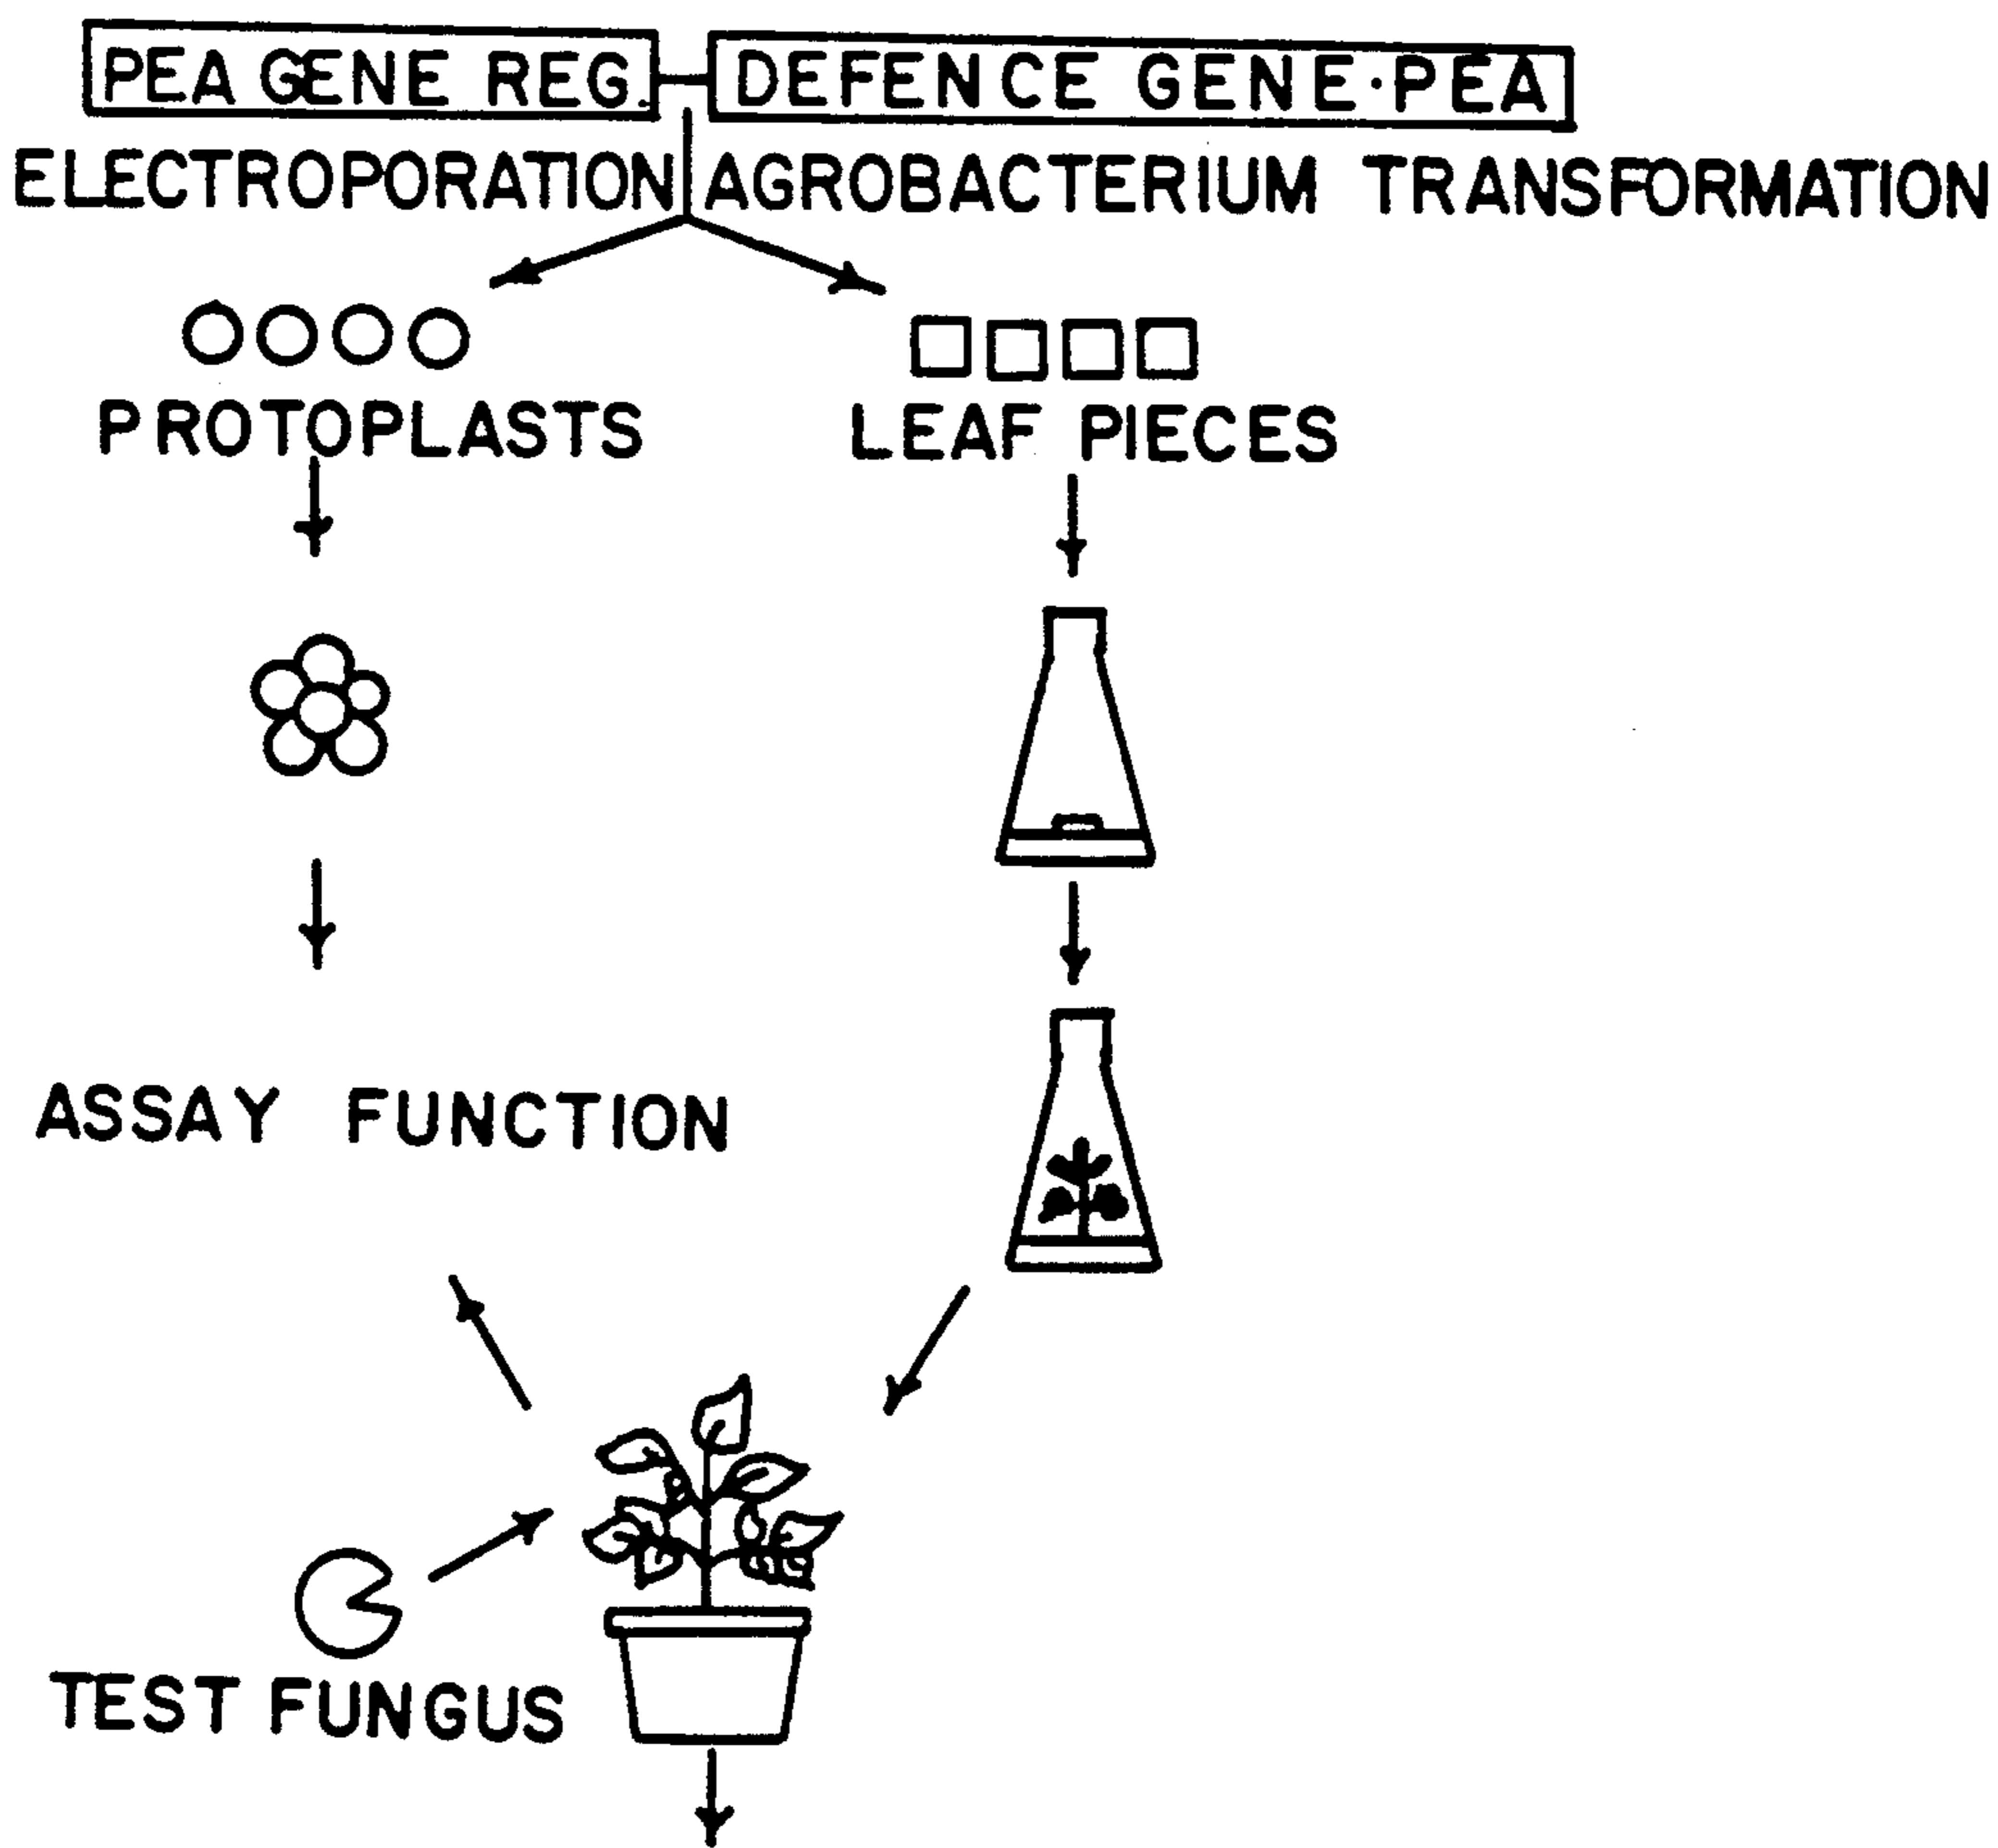 PEA GENE REG. DEFENCE GENE·PEA
ELECTROPORATION AGROBACTERIUM TRANSFORMATION
PROTOPLASTS LEAF PIECES
ASSAY FUNCTION
TEST FUNGUS